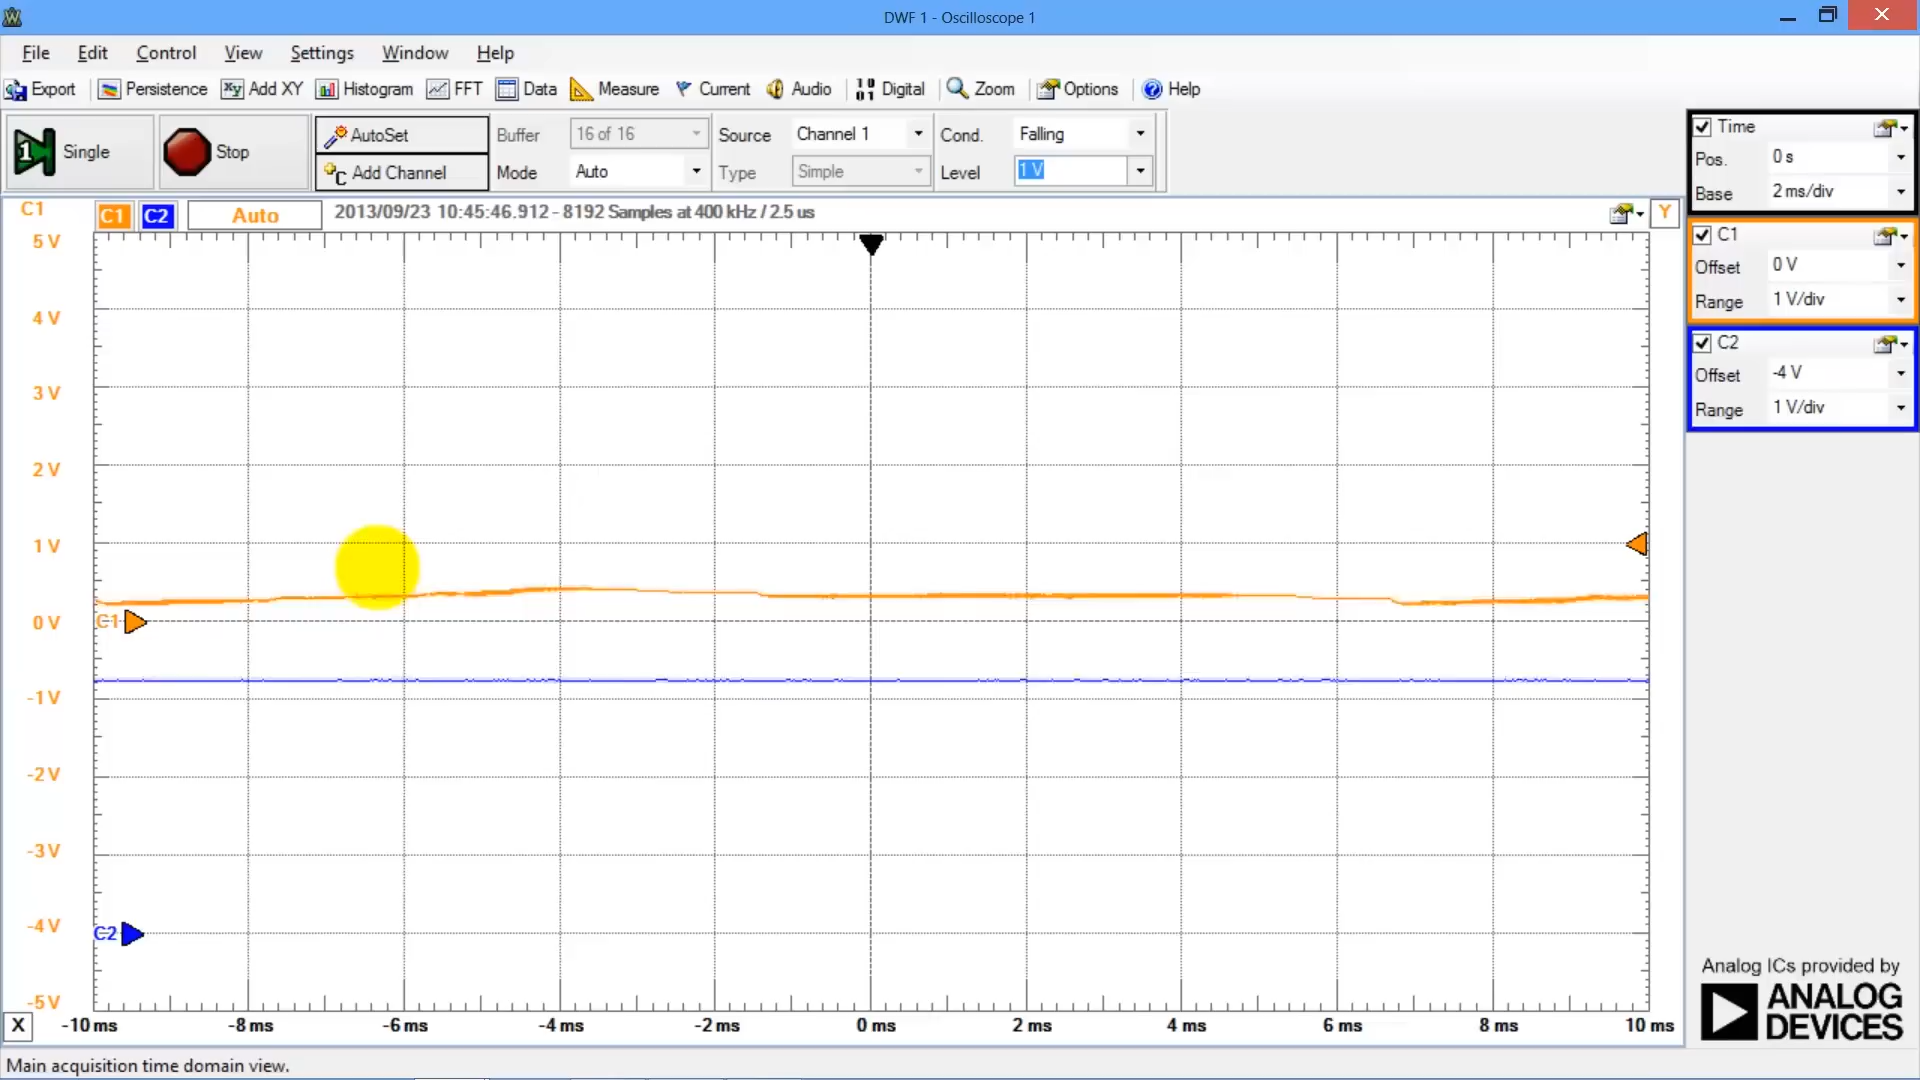 DWF 1 - Oscilloscope 1
File Edit Control View Settings Window Help
Export Persistence Add XY Histogram FFT Data Measure Current Audio Digital Zoom Options Help
Single Stop AutoSet Buffer 16 of 16 Source Channel 1 Cond. Falling
Add Channel Mode Auto Type Simple Level 1 V
Time
Pos. 0 s
Base 2 ms/div
C1
Offset 0 V
Range 1 V/div
C2
Offset -4 V
Range 1 V/div
C1 C1 C2 Auto 2013/09/23 10:45:46.912 - 8192 Samples at 400 kHz / 2.5 us Y
5 V
4 V
3 V
2 V
1 V
0 V C1
-1 V
-2 V
-3 V
-4 V C2
-5 V
X -10 ms -8 ms -6 ms -4 ms -2 ms 0 ms 2 ms 4 ms 6 ms 8 ms 10 ms
Analog ICs provided by
ANALOG
DEVICES
Main acquisition time domain view.